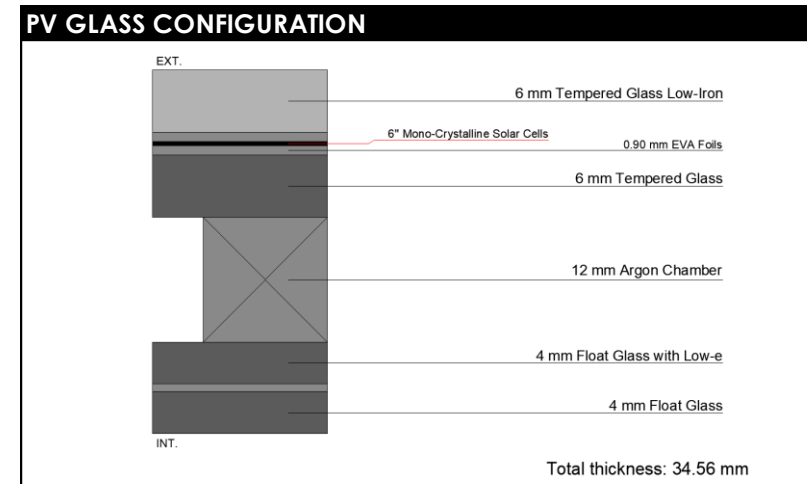 PV GLASS CONFIGURATION
EXT.
6 mm Tempered Glass Low-Iron
6" Mono-Crystalline Solar Cells
0.90 mm EVA Foils
6 mm Tempered Glass
12 mm Argon Chamber
4 mm Float Glass with Low-e
4 mm Float Glass
INT.
Total thickness: 34.56 mm